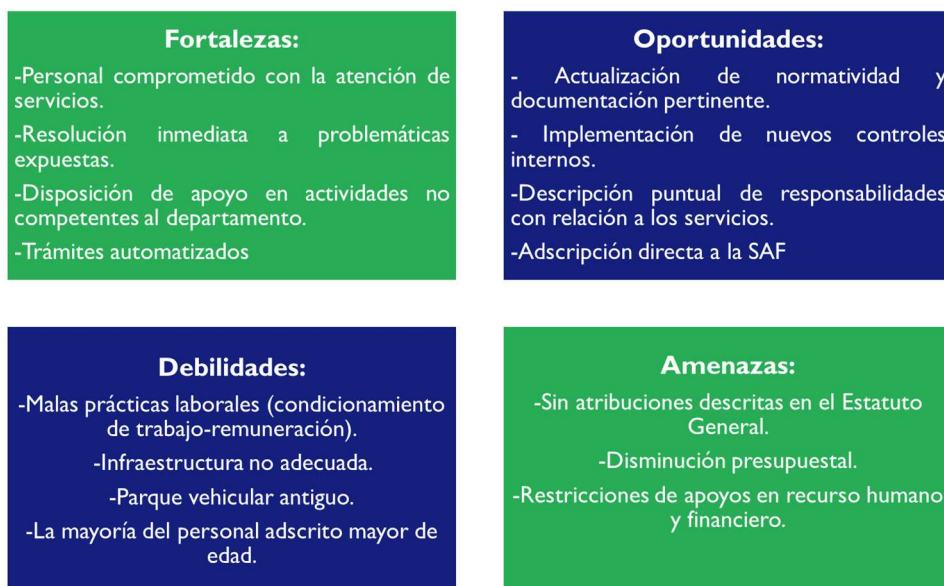 Fortalezas:
-Personal comprometido con la atención de
servicios.
-Resolución inmediata a problemáticas
expuestas.
-Disposición de apoyo en actividades no
competentes al departamento.
-Trámites automatizados
Oportunidades:
- Actualización de normatividad y
documentación pertinente.
- Implementación de nuevos controles
internos.
-Descripción puntual de responsabilidades
con relación a los servicios.
-Adscripción directa a la SAF
Debilidades:
-Malas prácticas laborales (condicionamiento
de trabajo-remuneración).
-Infraestructura no adecuada.
-Parque vehicular antiguo.
-La mayoría del personal adscrito mayor de
edad.
Amenazas:
-Sin atribuciones descritas en el Estatuto
General.
-Disminución presupuestal.
-Restricciones de apoyos en recurso humano
y financiero.